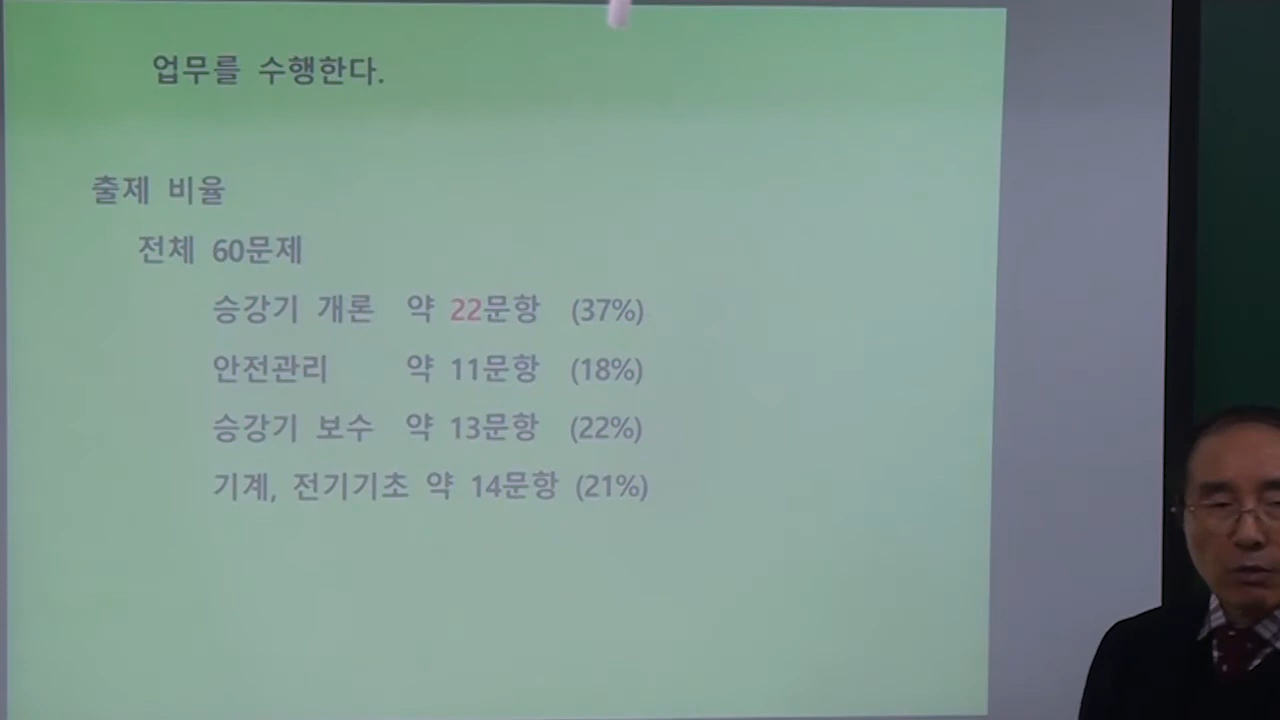 업무를 수행한다.
출제 비율
전체 60문제
승강기 개론 약 22문항 (37%)
안전관리 약 11문항 (18%)
승강기 보수 약 13문항 (22%)
기계, 전기기초 약 14문항 (21%)